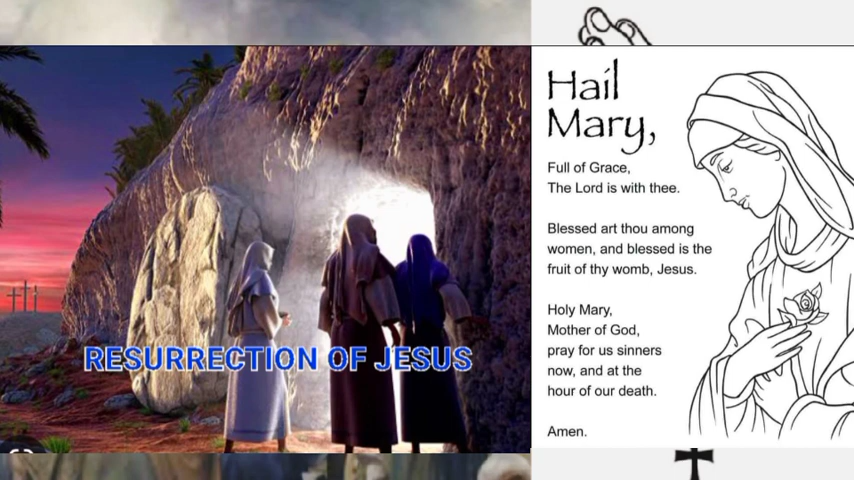 RESURRECTION OF JESUS
Hail
Mary,
Full of Grace,
The Lord is with thee.
Blessed art thou among
women, and blessed is the
fruit of thy womb, Jesus.
Holy Mary,
Mother of God,
pray for us sinners
now, and at the
hour of our death.
Amen.